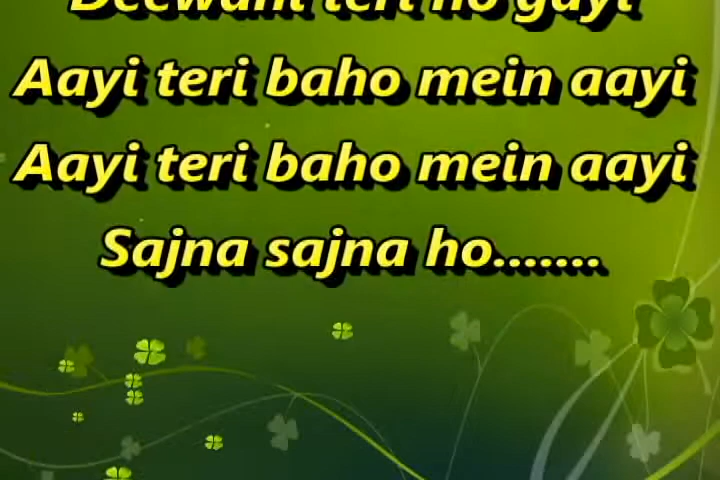 Deewani teri ho gayi
Aayi teri baho mein aayi
Aayi teri baho mein aayi
Sajna sajna ho.......